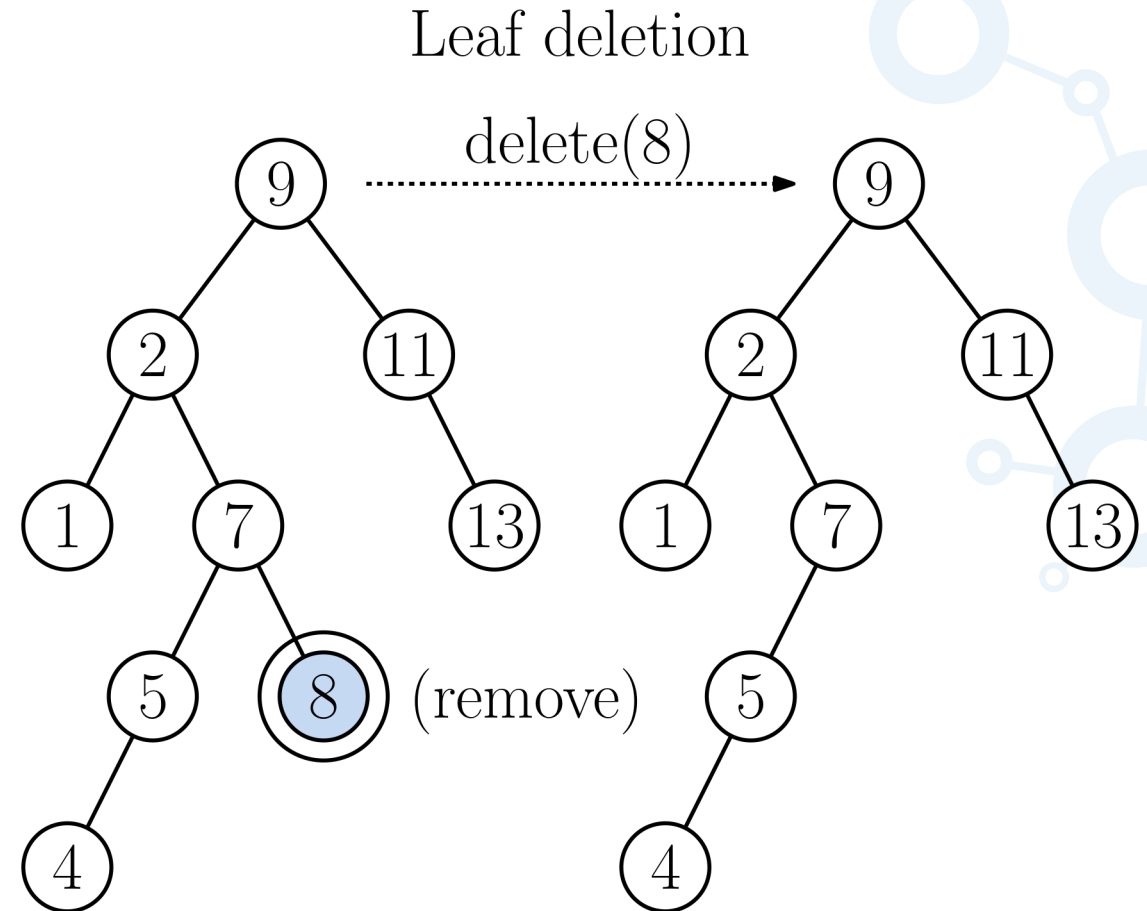 Leaf deletion
delete(8)
9 9
2 11 2 11
1 7 13 1 7 13
5 8 (remove) 5
4 4